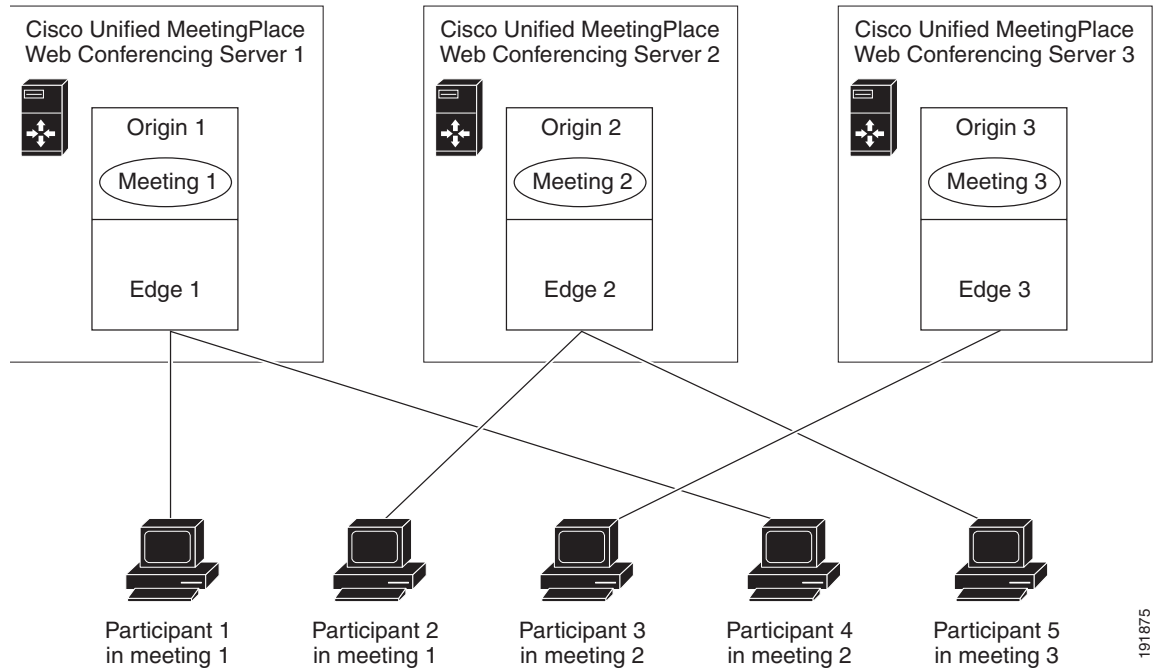 Cisco Unified MeetingPlace
Web Conferencing Server 1
Cisco Unified MeetingPlace
Web Conferencing Server 2
Cisco Unified MeetingPlace
Web Conferencing Server 3
Origin 1
Meeting 1
Edge 1
Origin 2
Meeting 2
Edge 2
Origin 3
Meeting 3
Edge 3
Participant 1
in meeting 1
Participant 2
in meeting 1
Participant 3
in meeting 2
Participant 4
in meeting 2
Participant 5
in meeting 3
191875